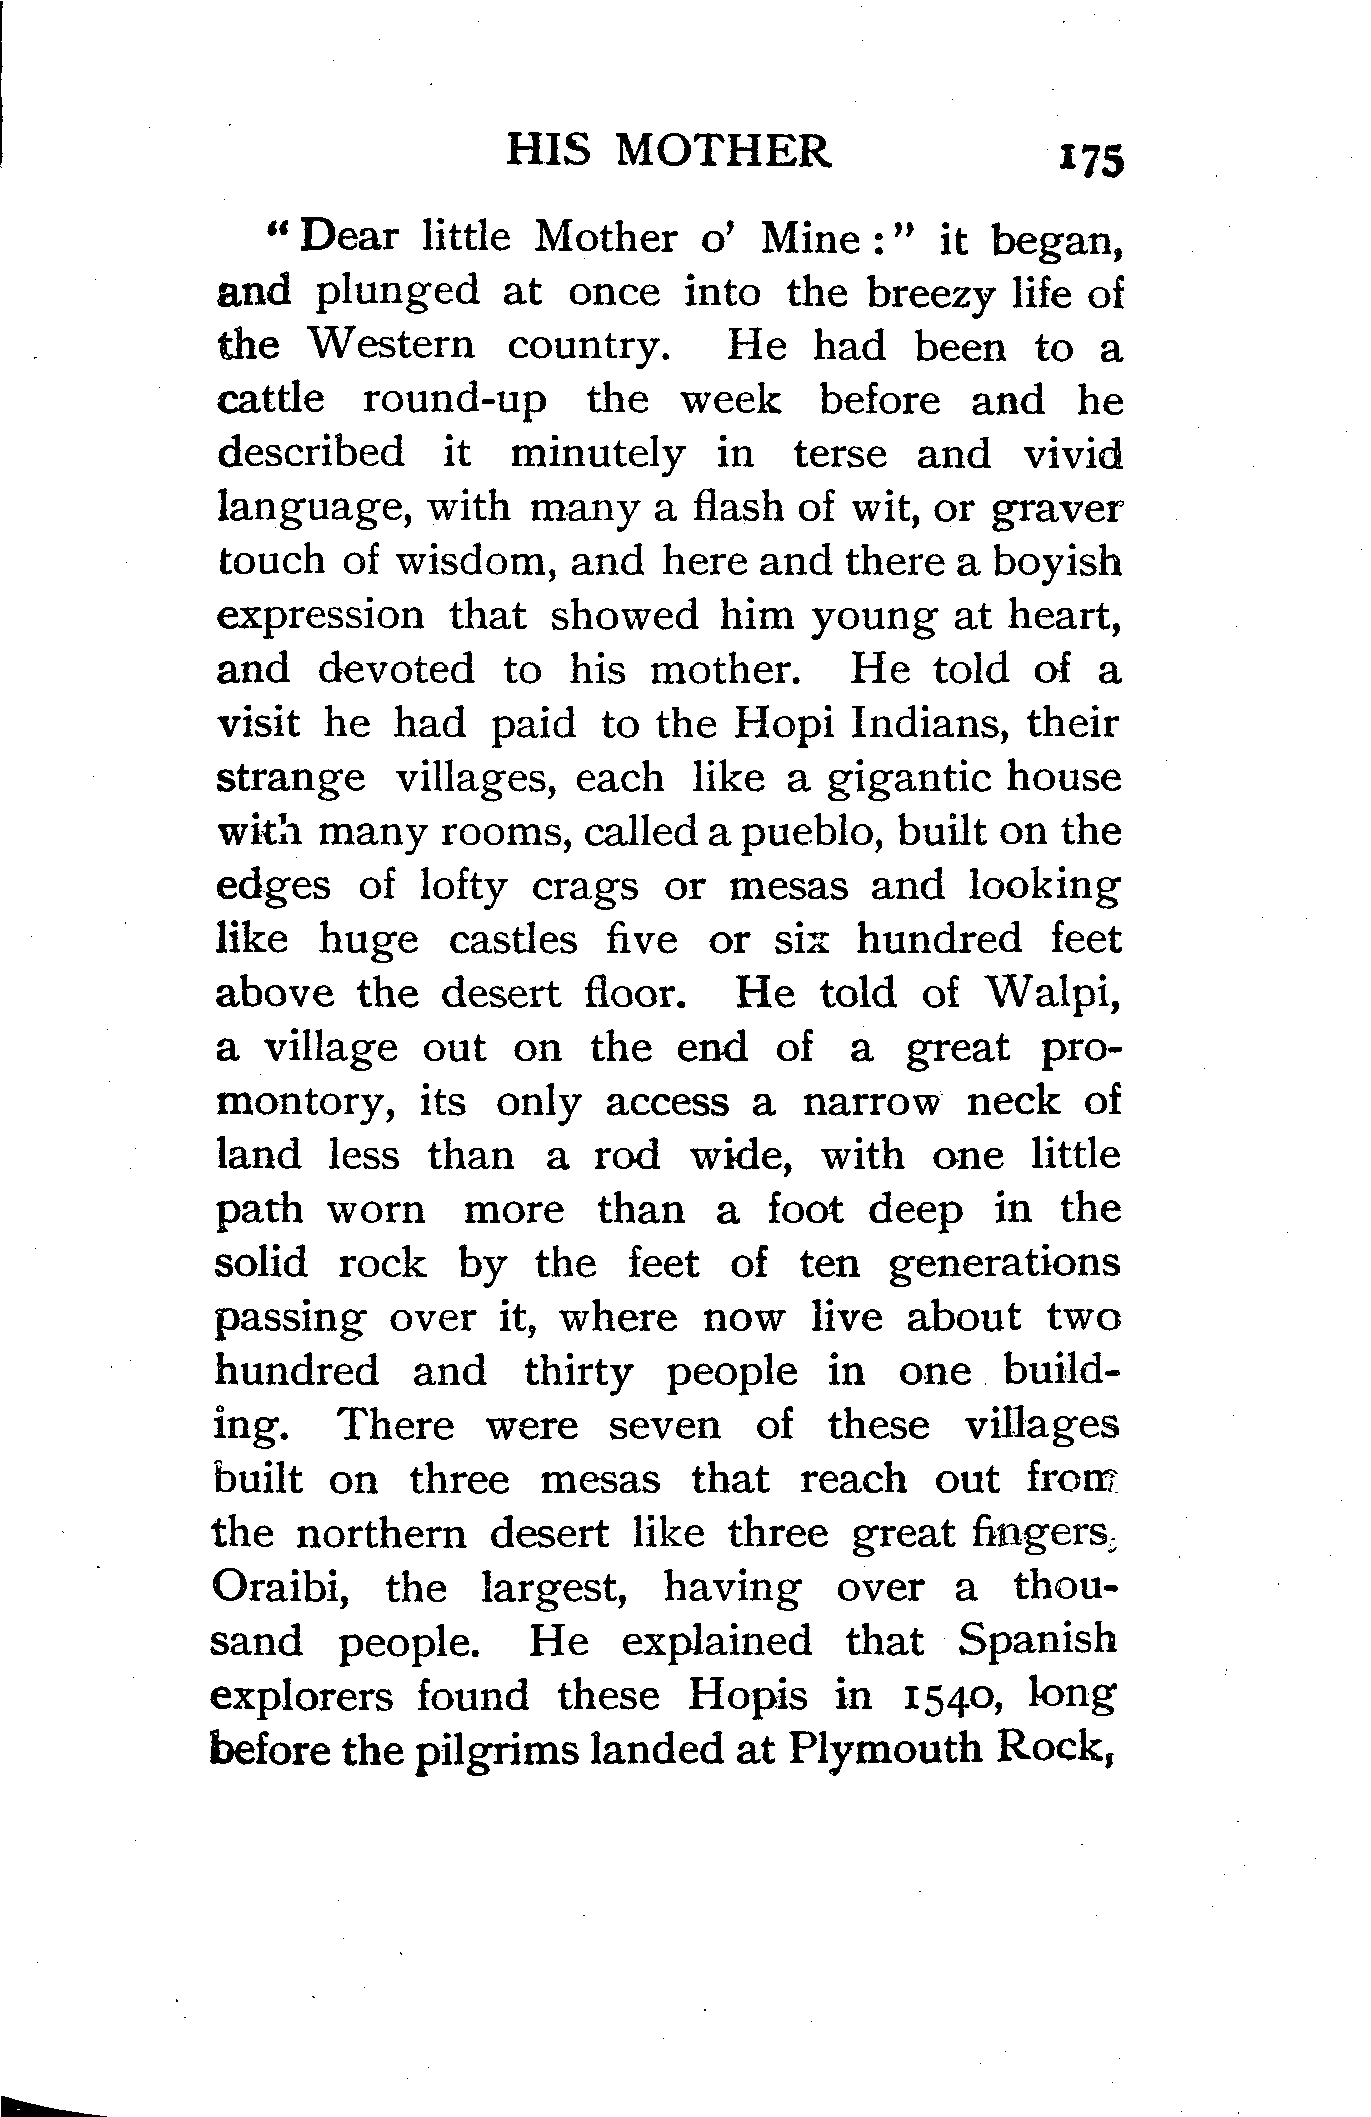 HIS MOTHER 175
“Dear little Mother o’ Mine:” it began,
and plunged at once into the breezy life of
the Western country. He had been to a
cattle round-up the week before and he
described it minutely in terse and vivid
language, with many a flash of wit, or graver
touch of wisdom, and here and there a boyish
expression that showed him young at heart,
and devoted to his mother. He told of a
visit he had paid to the Hopi Indians, their
strange villages, each like a gigantic house
with many rooms, called a pueblo, built on the
edges of lofty crags or mesas and looking
like huge castles five or six hundred feet
above the desert floor. He told of Walpi,
a village out on the end of a great pro-
montory, its only access a narrow neck of
land less than a rod wide, with one little
path worn more than a foot deep in the
solid rock by the feet of ten generations
passing over it, where now live about two
hundred and thirty people in one build-
ing. There were seven of these villages
built on three mesas that reach out from
the northern desert like three great fingers,
Oraibi, the largest, having over a thou-
sand people. He explained that Spanish
explorers found these Hopis in 1540, long
before the pilgrims landed at Plymouth Rock,